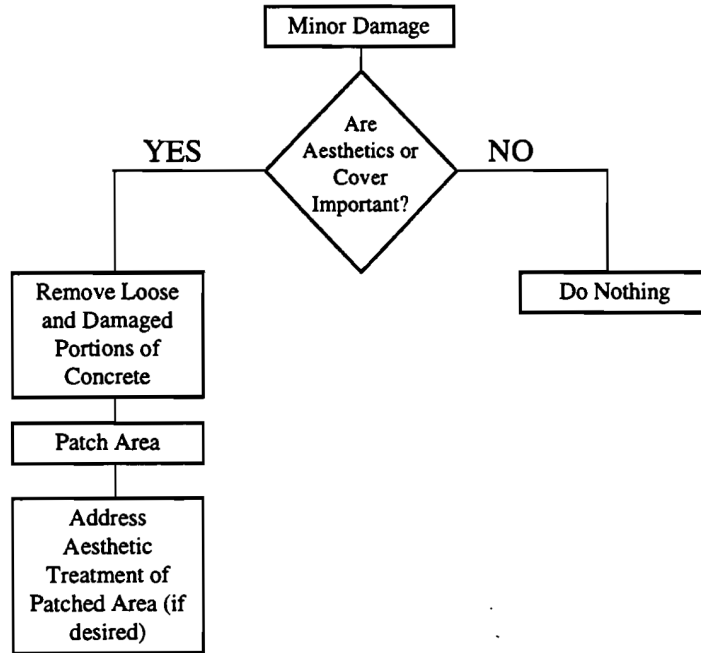 Minor Damage
Are
Aesthetics or
Cover
Important?
YES
NO
Remove Loose
and Damaged
Portions of
Concrete
Do Nothing
Patch Area
Address
Aesthetic
Treatment of
Patched Area (if
desired)